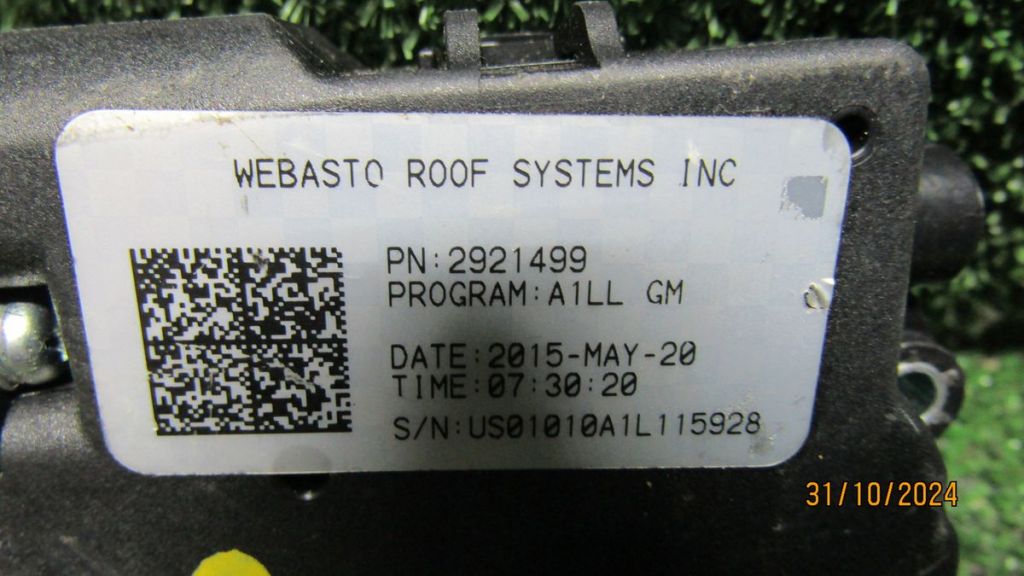 WEBASTO ROOF SYSTEMS INC
PN:2921499
PROGRAM:A1LL GM
DATE:2015-MAY-20
TIME:07:30:20
S/N:US01010A1L115928
31/10/2024